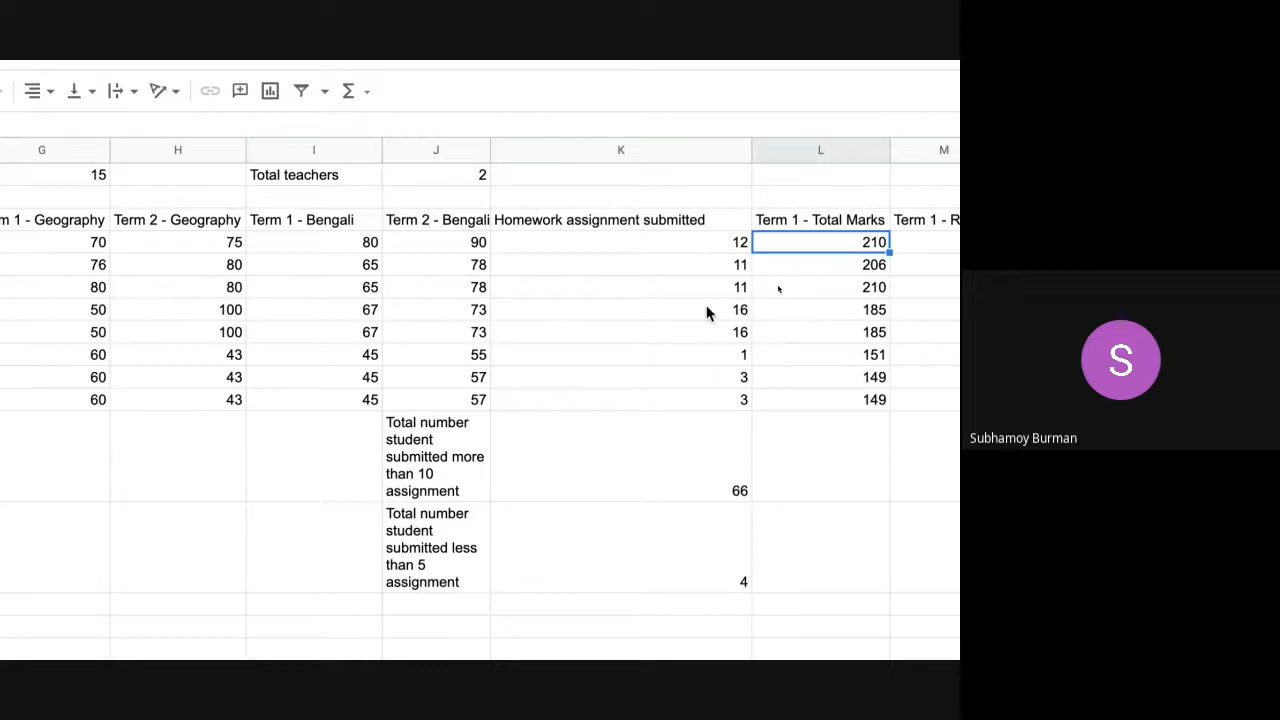 G H I J K L M
15 Total teachers 2
m 1 - Geography Term 2 - Geography Term 1 - Bengali Term 2 - Bengali Homework assignment submitted Term 1 - Total Marks Term 1 - R
70 75 80 90 12 210
76 80 65 78 11 206
80 80 65 78 11 210
50 100 67 73 16 185
50 100 67 73 16 185
60 43 45 55 1 151
60 43 45 57 3 149
60 43 45 57 3 149
Total number
student
submitted more
than 10
assignment 66
Total number
student
submitted less
than 5
assignment 4
S
Subhamoy Burman